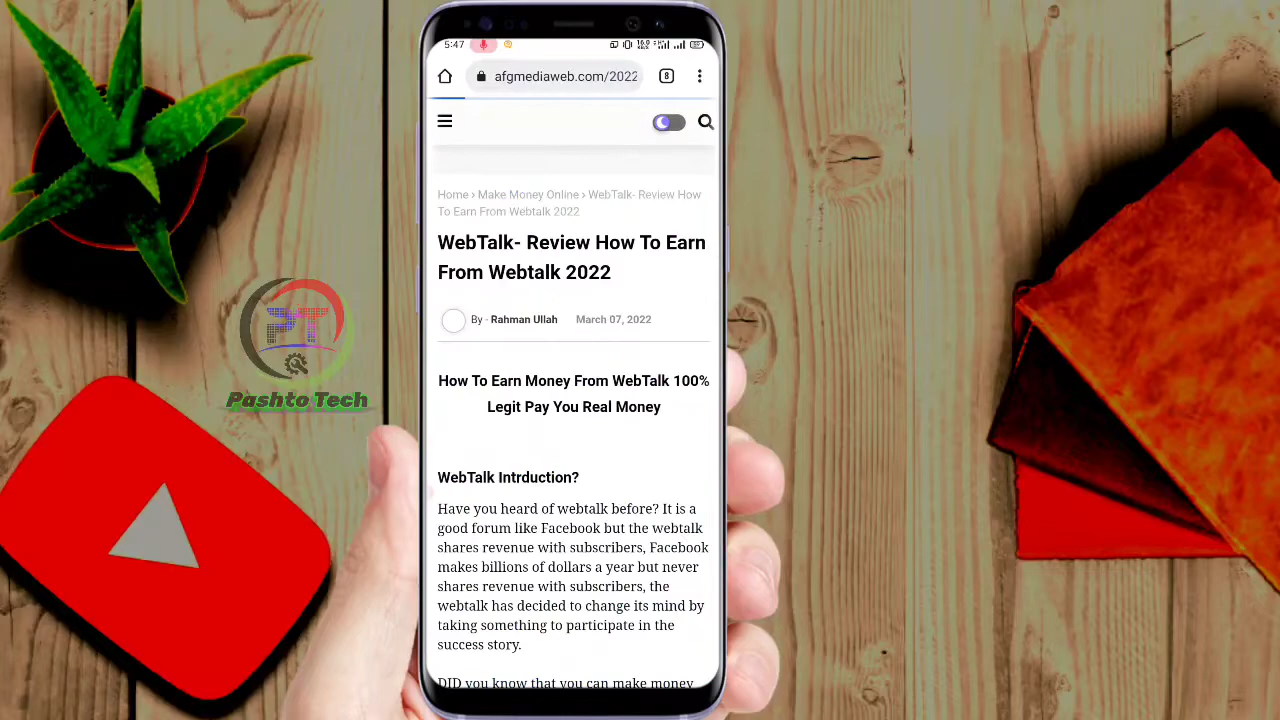 5:47
afgmediaweb.com/2022
8
Home › Make Money Online › WebTalk- Review How
To Earn From Webtalk 2022
WebTalk- Review How To Earn
From Webtalk 2022
By - Rahman Ullah March 07, 2022
How To Earn Money From WebTalk 100%
Legit Pay You Real Money
WebTalk Intrduction?
Have you heard of webtalk before? It is a
good forum like Facebook but the webtalk
shares revenue with subscribers, Facebook
makes billions of dollars a year but never
shares revenue with subscribers, the
webtalk has decided to change its mind by
taking something to participate in the
success story.
DID you know that you can make money
PT
Pashto Tech